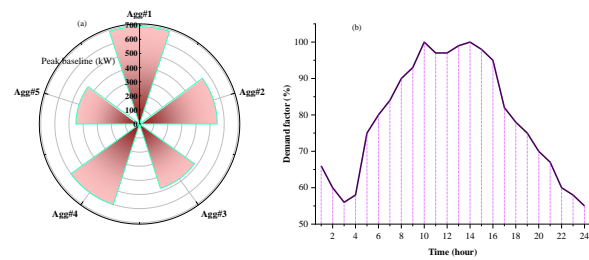 (a)
Agg#1
700
600
Peak baseline (kW)
500
400
300
200
100
0
Agg#5
Agg#2
Agg#4
Agg#3
(b)
Demand factor (%)
100
90
80
70
60
50
2 4 6 8 10 12 14 16 18 20 22 24
Time (hour)